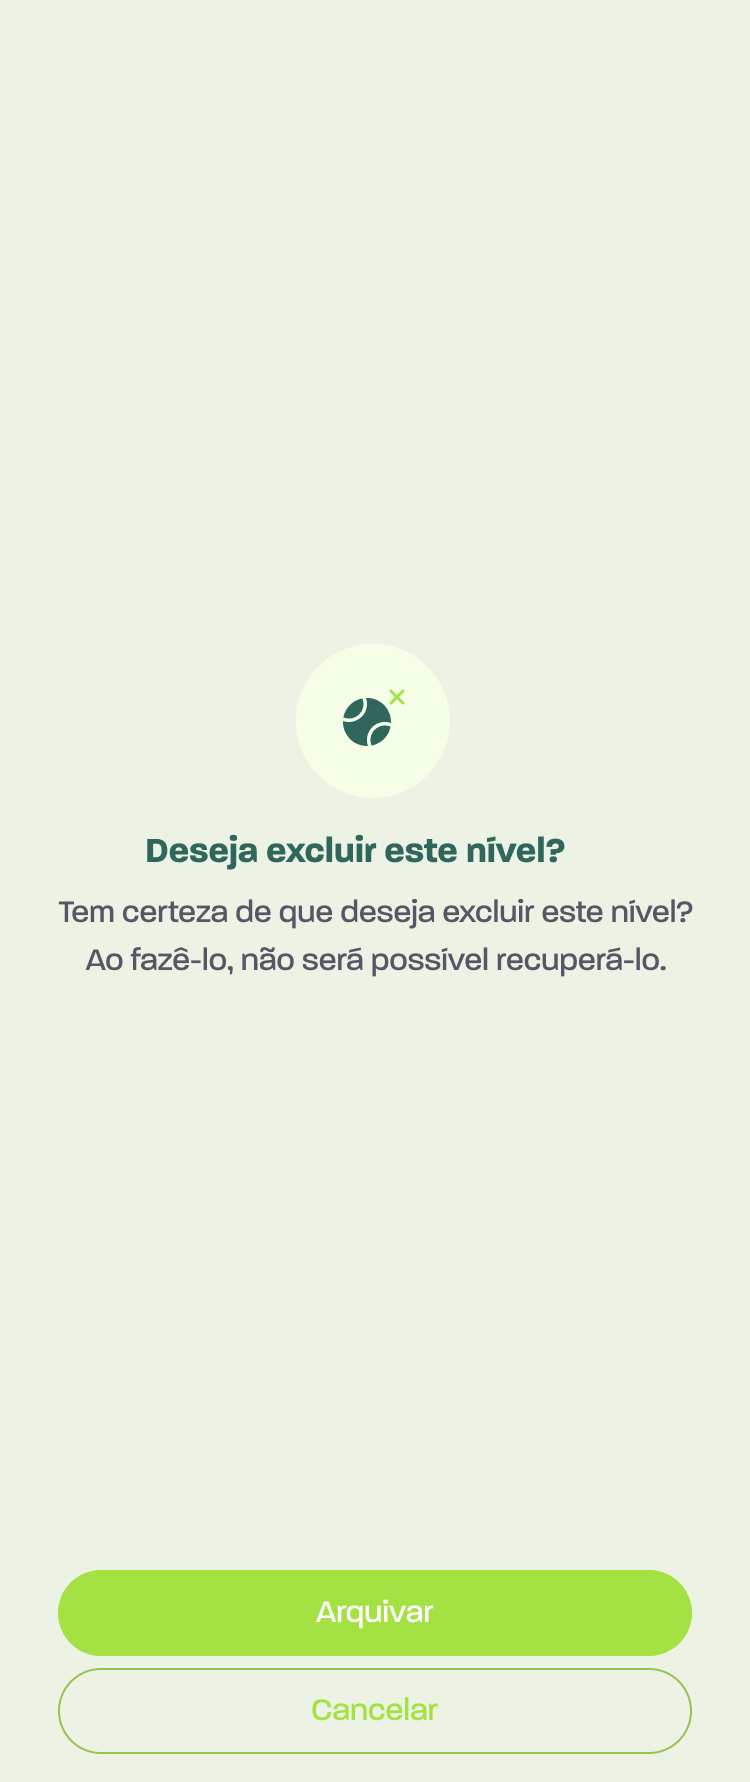 Deseja excluir este nível?
Tem certeza de que deseja excluir este nível?
Ao fazê-lo, não será possível recuperá-lo.
Arquivar
Cancelar